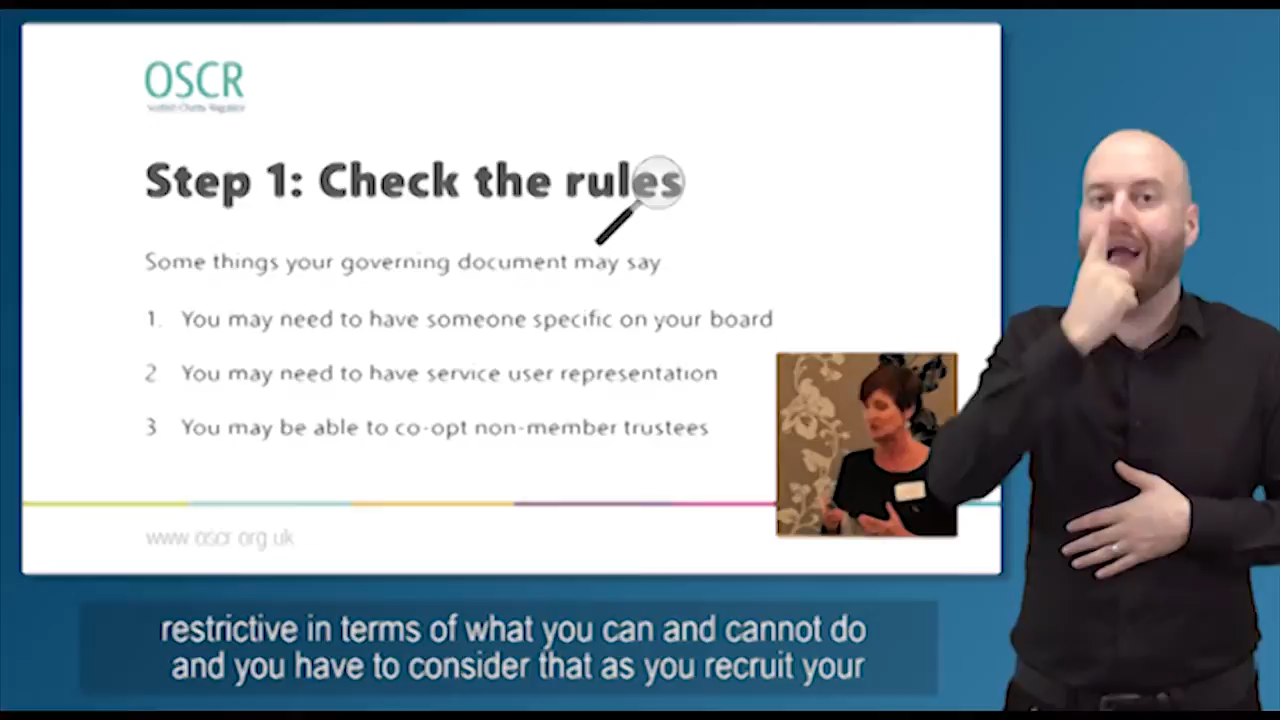 OSCR
Scottish Charity Regulator
Step 1: Check the rules
Some things your governing document may say
1. You may need to have someone specific on your board
2 You may need to have service user representation
3 You may be able to co-opt non-member trustees
www oscr org uk
restrictive in terms of what you can and cannot do
and you have to consider that as you recruit your